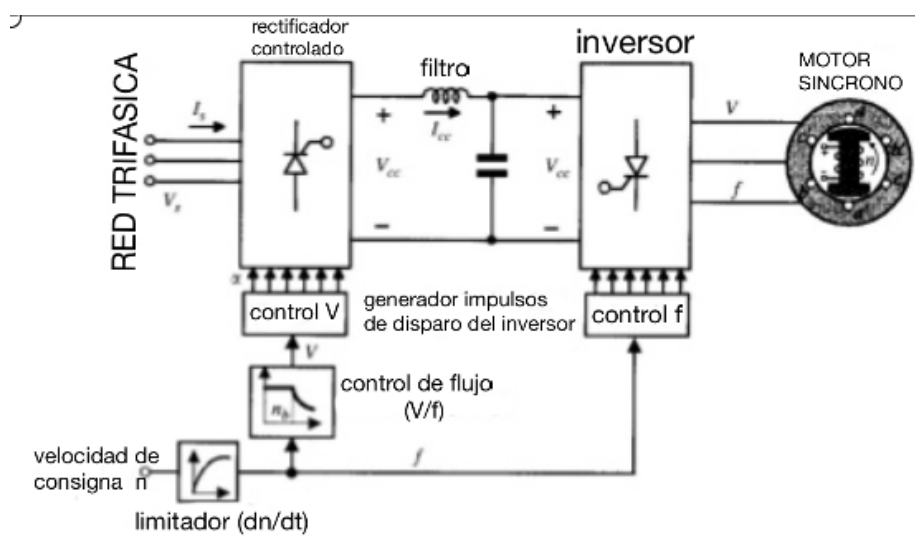 rectificador
controlado
inversor
MOTOR
SINCRONO
filtro
RED TRIFASICA
I_s
V_s
+
I_cc
+
V_cc
V_cc
−
−
V
f
n
α
control V
generador impulsos
de disparo del inversor
control f
V
n_b
control de flujo
(V/f)
velocidad de
consigna n
f
limitador (dn/dt)